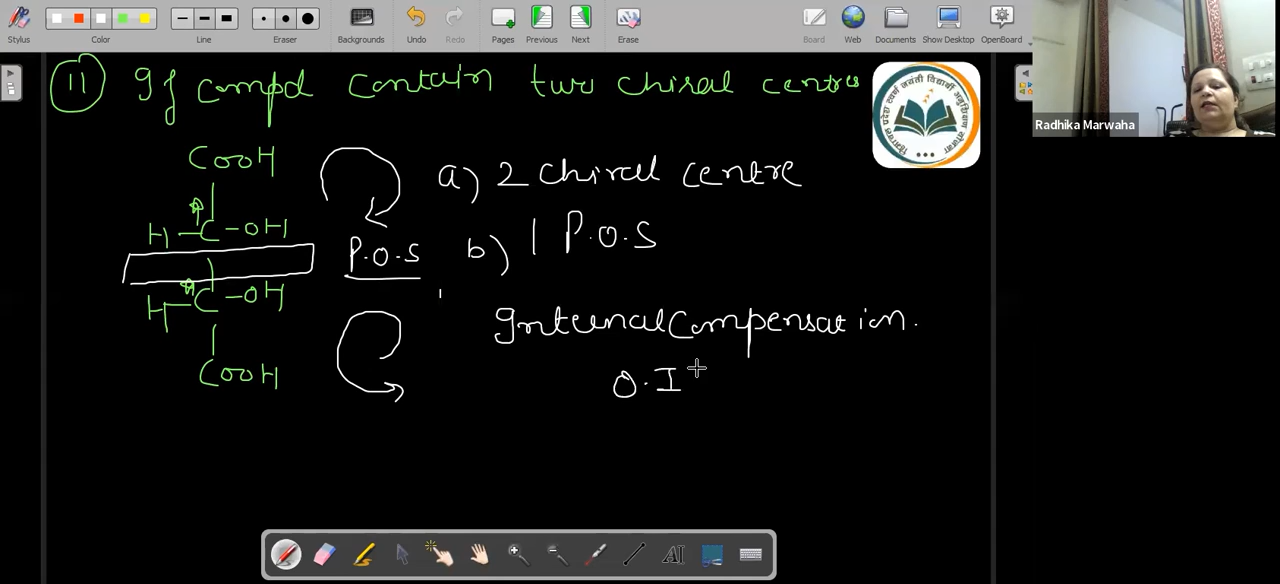 Stylus
Color
Line
Eraser
Backgrounds
Undo
Redo
Pages
Previous
Next
Erase
Board
Web
Documents
Show Desktop
OpenBoard
Radhika Marwaha
11 If compd contain two chiral centre
COOH
H-C-OH
H-C-OH
COOH
P.O.S
a) 2 chiral centre
b) 1 P.O.S
Internal Compensation.
O.I
AI